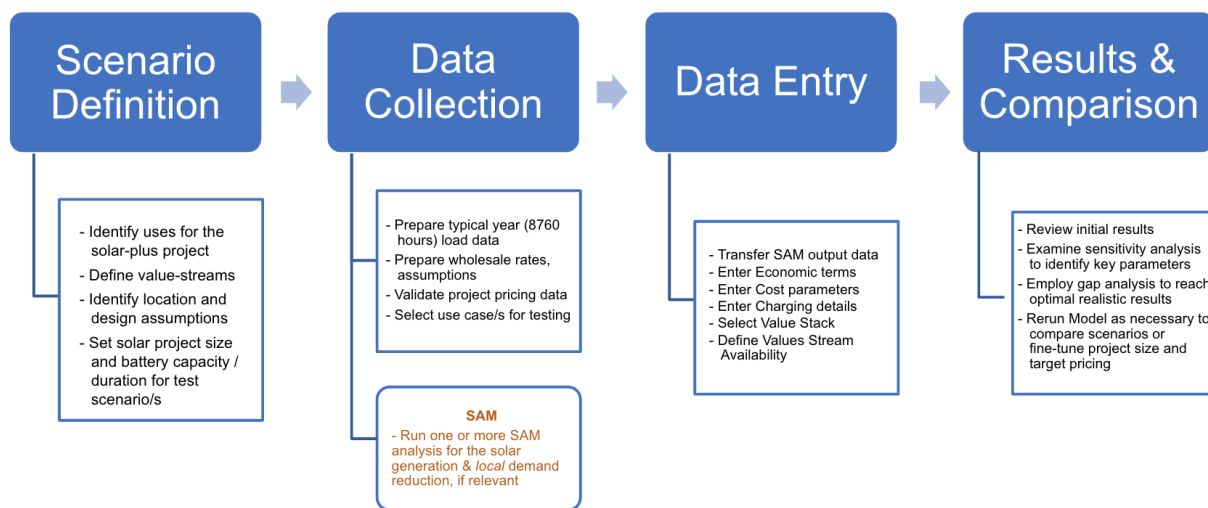 Scenario
Definition
- Identify uses for the
solar-plus project
- Define value-streams
- Identify location and
design assumptions
- Set solar project size
and battery capacity /
duration for test
scenario/s
Data
Collection
- Prepare typical year (8760
hours) load data
- Prepare wholesale rates,
assumptions
- Validate project pricing data
- Select use case/s for testing
SAM
- Run one or more SAM
analysis for the solar
generation & local demand
reduction, if relevant
Data Entry
- Transfer SAM output data
- Enter Economic terms
- Enter Cost parameters
- Enter Charging details
- Select Value Stack
- Define Values Stream
Availability
Results &
Comparison
- Review initial results
- Examine sensitivity analysis
to identify key parameters
- Employ gap analysis to reach
optimal realistic results
- Rerun Model as necessary to
compare scenarios or
fine-tune project size and
target pricing